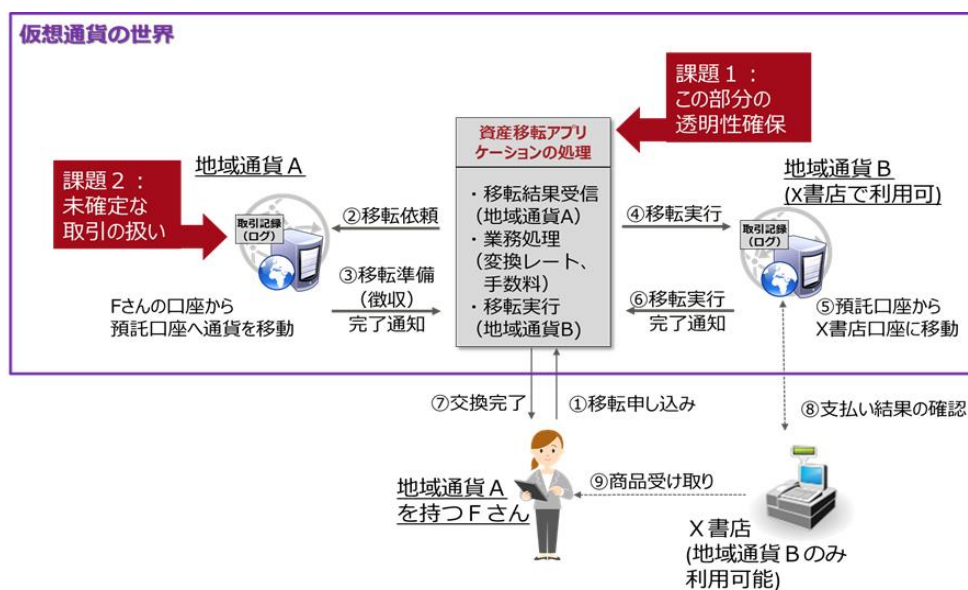 仮想通貨の世界
課題１：
この部分の
透明性確保
資産移転アプリ
ケーションの処理
・移転結果受信
(地域通貨A)
・業務処理
（変換レート、
手数料）
・移転実行
(地域通貨B)
地域通貨Ａ
課題２：
未確定な
取引の扱い
取引記録
（ログ）
②移転依頼
③移転準備
（徴収）
完了通知
Fさんの口座から
預託口座へ通貨を移動
地域通貨Ｂ
(X書店で利用可)
取引記録
（ログ）
④移転実行
⑥移転実行
完了通知
⑤預託口座から
X書店口座に移動
⑦交換完了
①移転申し込み
⑧支払い結果の確認
⑨商品受け取り
地域通貨Ａ
を持つＦさん
Ｘ書店
(地域通貨Ｂのみ
利用可能)